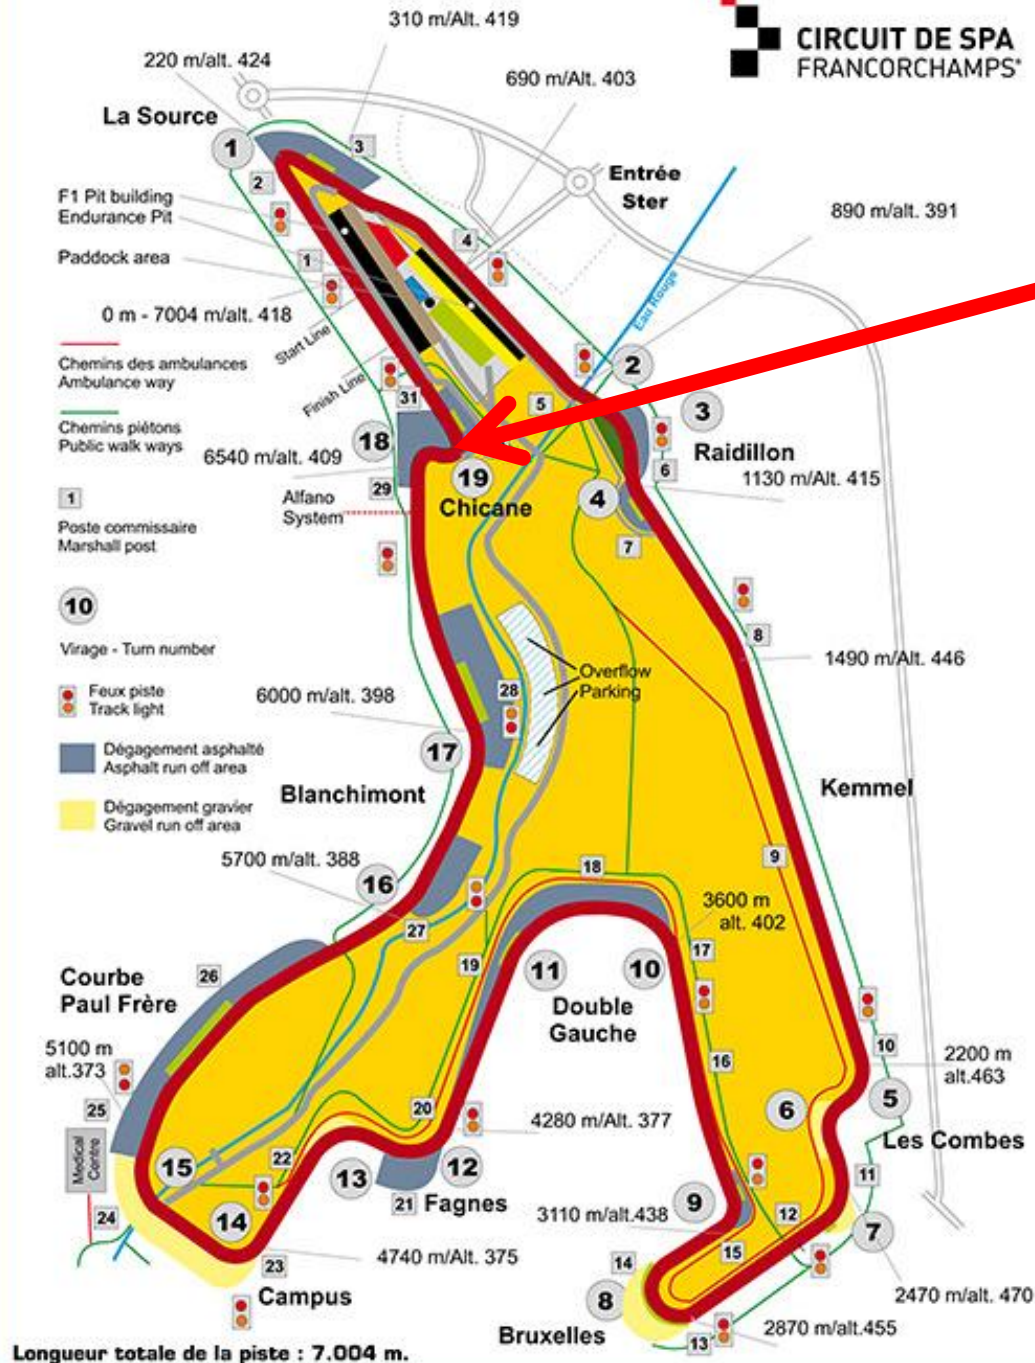 310 m/Alt. 419
CIRCUIT DE SPA
FRANCORCHAMPS
220 m/alt. 424
690 m/Alt. 403
La Source
1
3
2
Entrée
Ster
F1 Pit building
Endurance Pit
890 m/alt. 391
4
1
Paddock area
Eau Rouge
0 m - 7004 m/alt. 418
Start Line
2
Chemins des ambulances
Ambulance way
Finish Line
31
5
3
Chemins piétons
Public walk ways
18
Raidillon
6540 m/alt. 409
6
1130 m/Alt. 415
19
29
4
1
Alfano
System
Chicane
Poste commissaire
Marshall post
7
10
8
Virage - Turn number
1490 m/Alt. 446
Overflow
Parking
Feux piste
Track light
6000 m/alt. 398
28
17
Dégagement asphalté
Asphalt run off area
Blanchimont
Kemmel
Dégagement gravier
Gravel run off area
5700 m/alt. 388
9
18
16
3600 m
alt. 402
27
17
19
11
10
26
Courbe
Paul Frère
Double
Gauche
5100 m
alt.373
10
2200 m
alt.463
16
25
20
4280 m/Alt. 377
6
5
Les Combes
Medical
Centre
22
15
13
12
11
21
Fagnes
9
24
14
3110 m/alt.438
12
7
4740 m/Alt. 375
15
23
14
Campus
8
2470 m/alt. 470
Bruxelles
2870 m/alt.455
13
Longueur totale de la piste : 7.004 m.